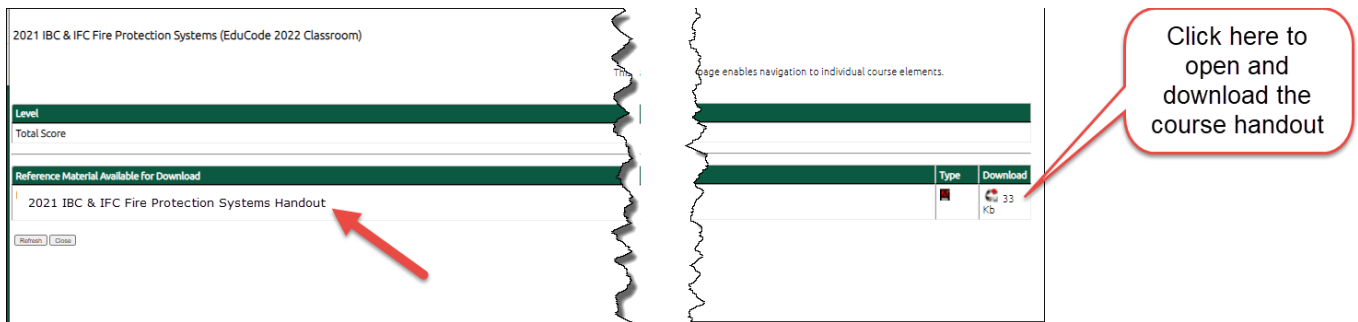 2021 IBC & IFC Fire Protection Systems (EduCode 2022 Classroom)
page enables navigation to individual course elements.
Level
Total Score
Reference Material Available for Download
Type
Download
2021 IBC & IFC Fire Protection Systems Handout
33
Kb
Refresh
Close
Click here to
open and
download the
course handout